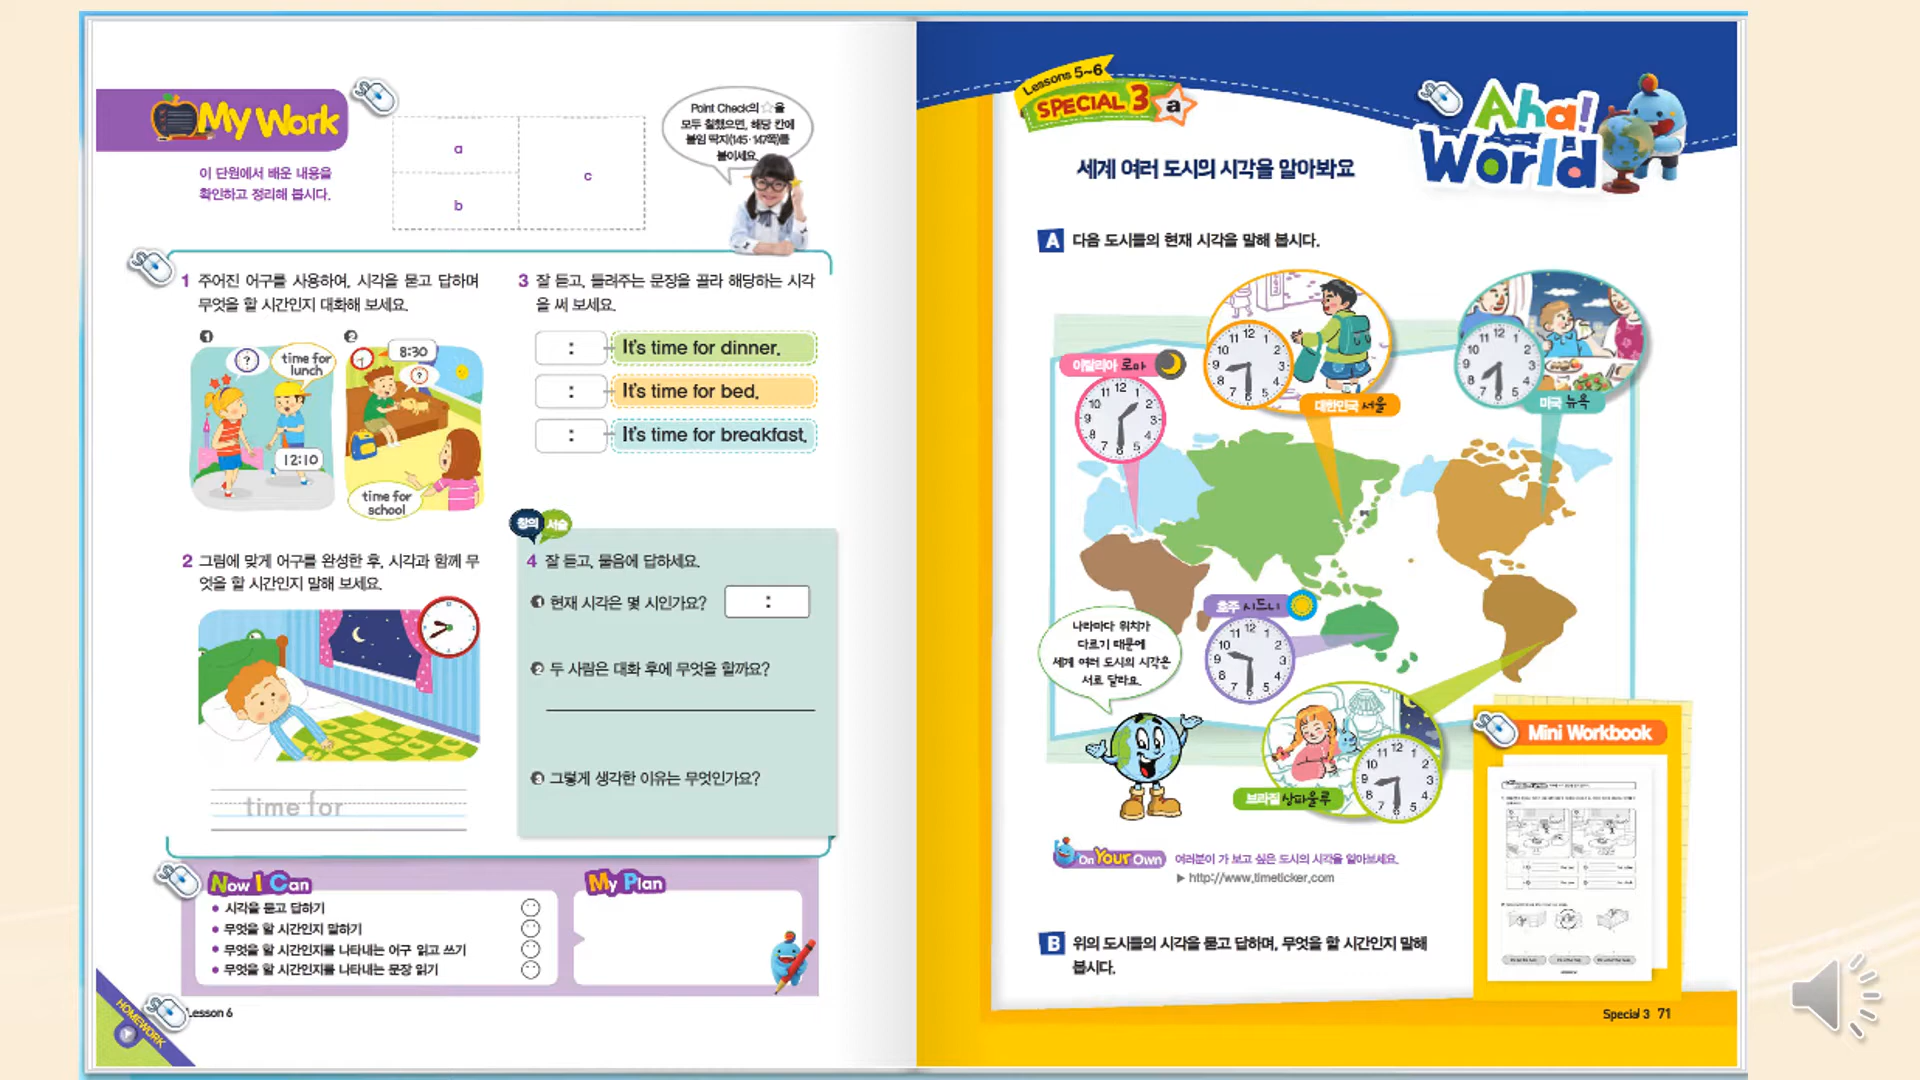 My Work
이 단원에서 배운 내용을
확인하고 정리해 봅시다.
a
b
c
Point Check의 ☆을
모두 칠했으면, 해당 칸에
붙임 딱지(145·147쪽)를
붙이세요.
1 주어진 어구를 사용하여, 시각을 묻고 답하며
무엇을 할 시간인지 대화해 보세요.
❶
?
time for
lunch
12:10
❷
8:30
?
time for
school
2 그림에 맞게 어구를 완성한 후, 시각과 함께 무
엇을 할 시간인지 말해 보세요.
time for
3 잘 듣고, 들려주는 문장을 골라 해당하는 시각
을 써 보세요.
: It's time for dinner.
: It's time for bed.
: It's time for breakfast.
창의 서술
4 잘 듣고, 물음에 답하세요.
❶ 현재 시각은 몇 시인가요? :
❷ 두 사람은 대화 후에 무엇을 할까요?
❸ 그렇게 생각한 이유는 무엇인가요?
Now I Can
• 시각을 묻고 답하기
• 무엇을 할 시간인지 말하기
• 무엇을 할 시간인지를 나타내는 어구 읽고 쓰기
• 무엇을 할 시간인지를 나타내는 문장 읽기
My Plan
HOMEWORK
Lesson 6
Lessons 5~6
SPECIAL 3 a
Aha!
World
세계 여러 도시의 시각을 알아봐요
A 다음 도시들의 현재 시각을 말해 봅시다.
이탈리아 로마
대한민국 서울
미국 뉴욕
호주 시드니
브라질 상파울루
나라마다 위치가
다르기 때문에
세계 여러 도시의 시각은
서로 달라요.
On Your Own 여러분이 가 보고 싶은 도시의 시각을 알아보세요.
▶ http://www.timeticker.com
B 위의 도시들의 시각을 묻고 답하며, 무엇을 할 시간인지 말해
봅시다.
Mini Workbook
Special 3 71